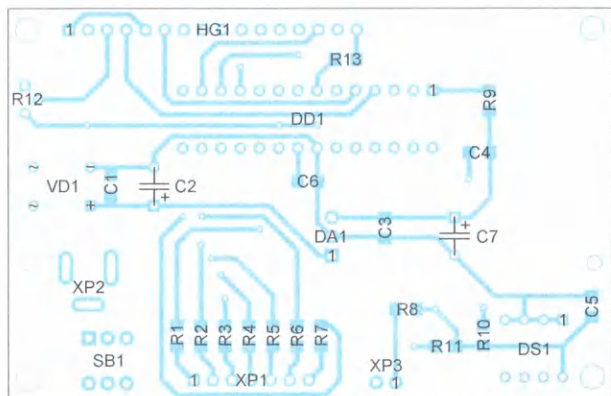 1 HG1
R13
R12
1
R9
DD1
C4
~ ~
VD1
C1
C2
C6
+ +
+
DA1
C3
C7
1
XP2
R8
C5
R1 R2 R3 R4 R5 R6 R7
R10
1
SB1
R11
DS1
1 XP1
XP3
1